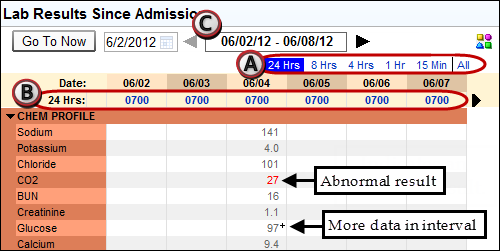 Lab Results Since Admission
C
Go To Now 6/2/2012 06/02/12 - 06/08/12
A
24 Hrs 8 Hrs 4 Hrs 1 Hr 15 Min All
B
Date: 06/02 06/03 06/04 06/05 06/06 06/07
24 Hrs: 0700 0700 0700 0700 0700 0700
CHEM PROFILE
Sodium 141
Potassium 4.0
Chloride 101
CO2 27 Abnormal result
BUN 16
Creatinine 1.1
Glucose 97+ More data in interval
Calcium 9.4